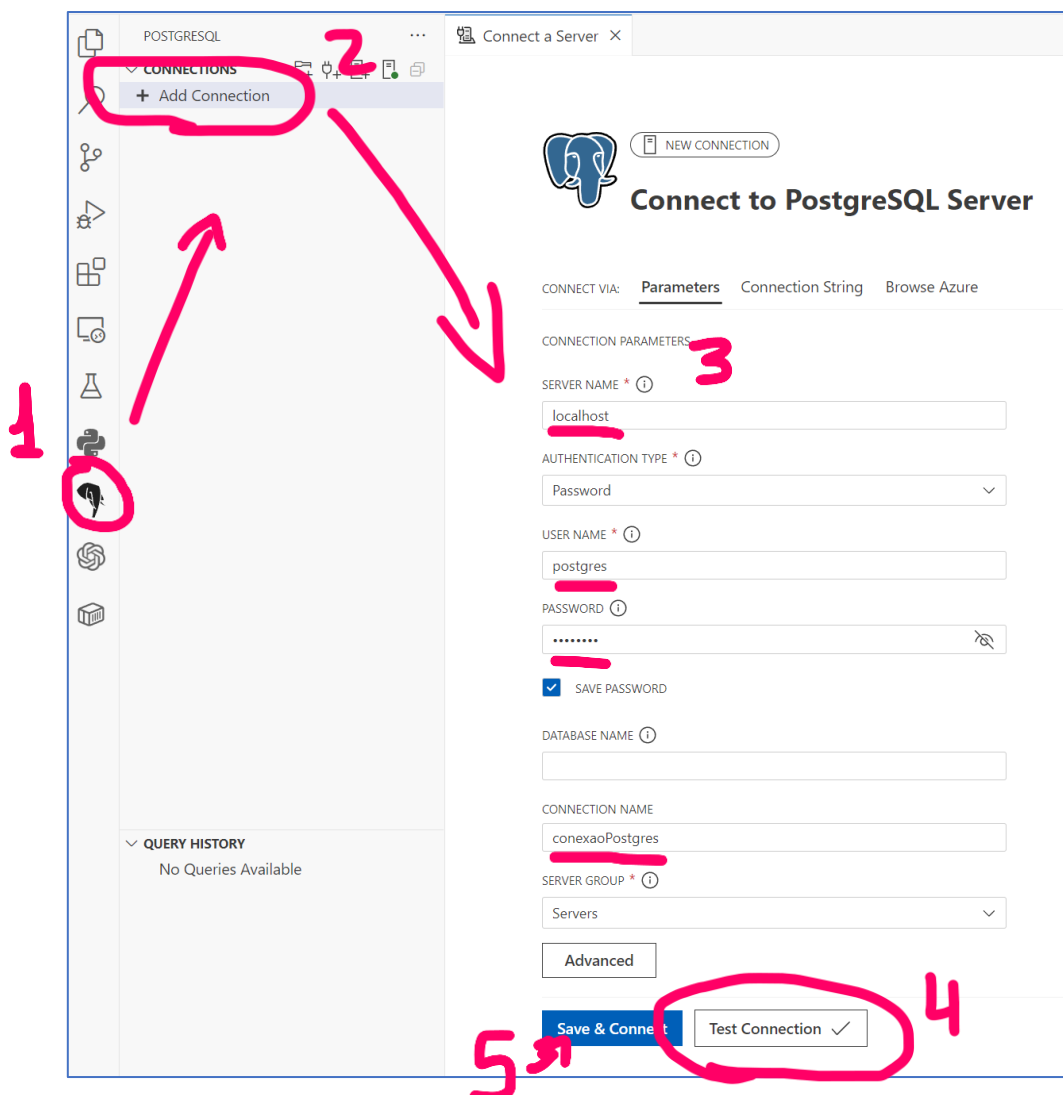 POSTGRESQL
...
2
CONNECTIONS
+ Add Connection
1
QUERY HISTORY
No Queries Available
Connect a Server ×
NEW CONNECTION
Connect to PostgreSQL Server
CONNECT VIA: Parameters Connection String Browse Azure
CONNECTION PARAMETERS
3
SERVER NAME *
localhost
AUTHENTICATION TYPE *
Password
USER NAME *
postgres
PASSWORD
••••••••
SAVE PASSWORD
DATABASE NAME
CONNECTION NAME
conexaoPostgres
SERVER GROUP *
Servers
Advanced
4
Save & Connect Test Connection ✓
5